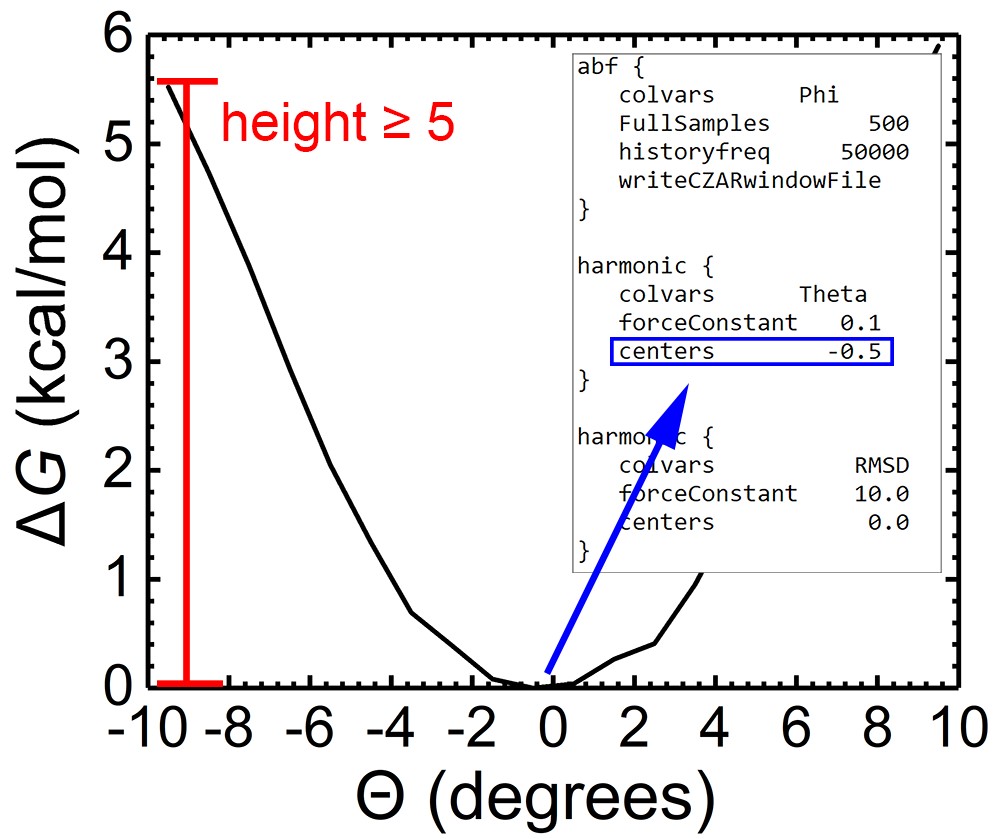 6
5
4
3
2
1
0
ΔG (kcal/mol)
height ≥ 5
abf {
colvars Phi
FullSamples 500
historyfreq 50000
writeCZARwindowFile
}
harmonic {
colvars Theta
forceConstant 0.1
centers -0.5
}
harmonic {
colvars RMSD
forceConstant 10.0
centers 0.0
}
-10 -8 -6 -4 -2 0 2 4 6 8 10
Θ (degrees)